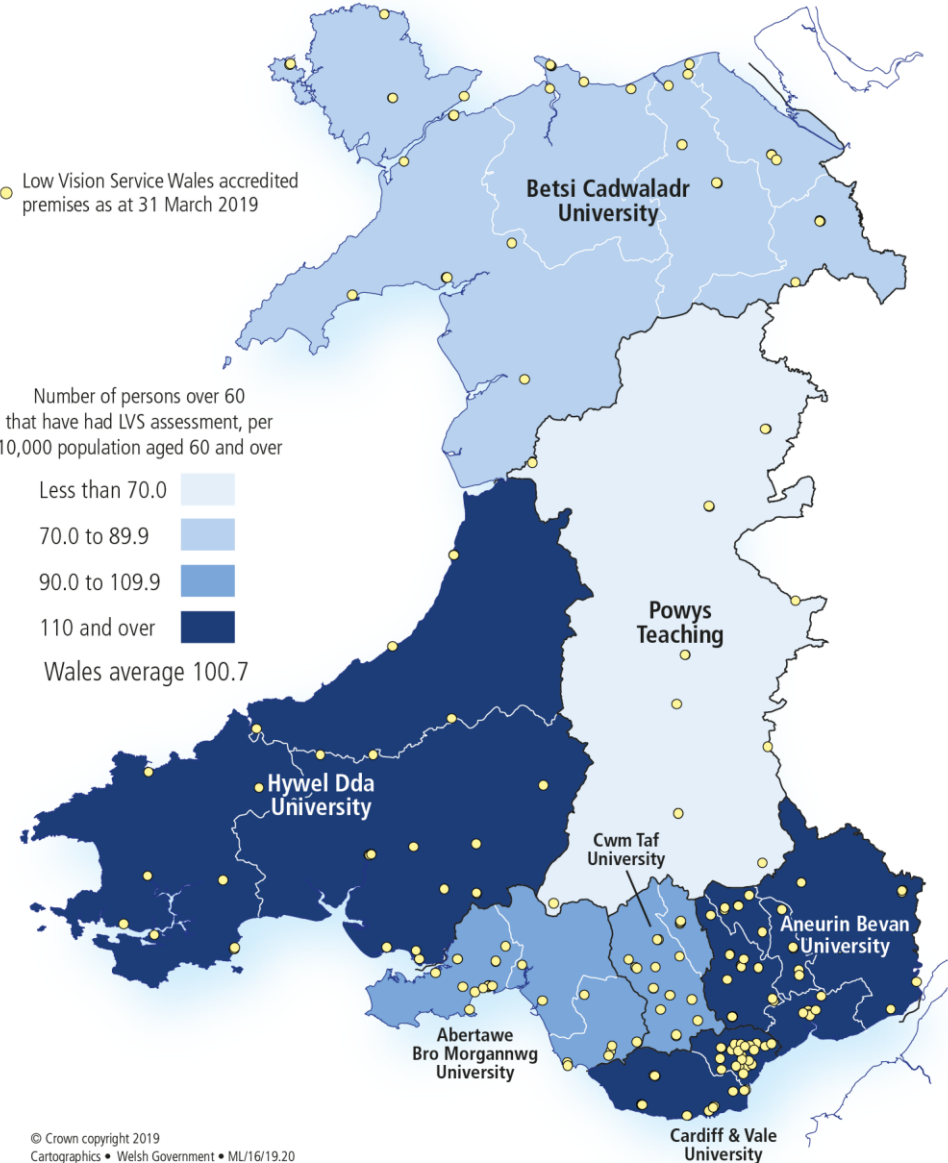 Low Vision Service Wales accredited
premises as at 31 March 2019
Betsi Cadwaladr
University
Number of persons over 60
that have had LVS assessment, per
10,000 population aged 60 and over
Less than 70.0
70.0 to 89.9
90.0 to 109.9
110 and over
Wales average 100.7
Powys
Teaching
Hywel Dda
University
Cwm Taf
University
Aneurin Bevan
University
Abertawe
Bro Morgannwg
University
Cardiff & Vale
University
© Crown copyright 2019
Cartographics • Welsh Government • ML/16/19.20